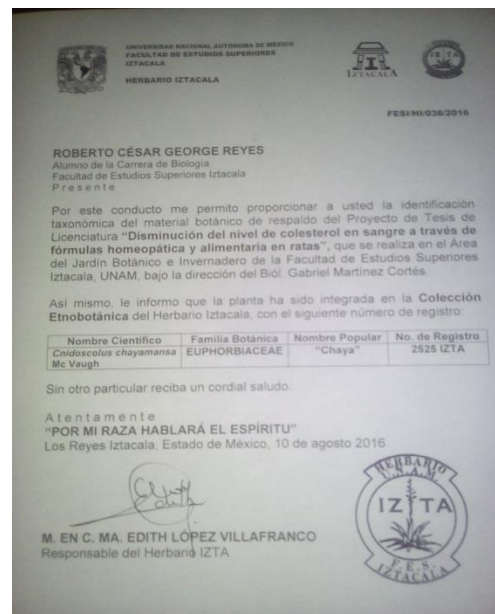 UNIVERSIDAD NACIONAL AUTÓNOMA DE MÉXICO
FACULTAD DE ESTUDIOS SUPERIORES
IZTACALA
HERBARIO IZTACALA
IZTACALA
IZTA
FESI/HI/036/2016
ROBERTO CÉSAR GEORGE REYES
Alumno de la Carrera de Biología
Facultad de Estudios Superiores Iztacala
P r e s e n t e
Por este conducto me permito proporcionar a usted la identificación
taxonómica del material botánico de respaldo del Proyecto de Tesis de
Licenciatura “Disminución del nivel de colesterol en sangre a través de
fórmulas homeopática y alimentaria en ratas”, que se realiza en el Área
del Jardín Botánico e Invernadero de la Facultad de Estudios Superiores
Iztacala, UNAM, bajo la dirección del Biól. Gabriel Martínez Cortés.
Así mismo, le informo que la planta ha sido integrada en la Colección
Etnobotánica del Herbario Iztacala, con el siguiente número de registro:
Nombre Científico Familia Botánica Nombre Popular No. de Registro
Cnidoscolus chayamansa EUPHORBIACEAE “Chaya” 2525 IZTA
Mc Vaugh
Sin otro particular reciba un cordial saludo.
A t e n t a m e n t e
“POR MI RAZA HABLARÁ EL ESPÍRITU”
Los Reyes Iztacala, Estado de México, 10 de agosto 2016
M. EN C. MA. EDITH LÓPEZ VILLAFRANCO
Responsable del Herbario IZTA
HERBARIO
U.N.A.M.
IZTA
F.E.S.
IZTACALA